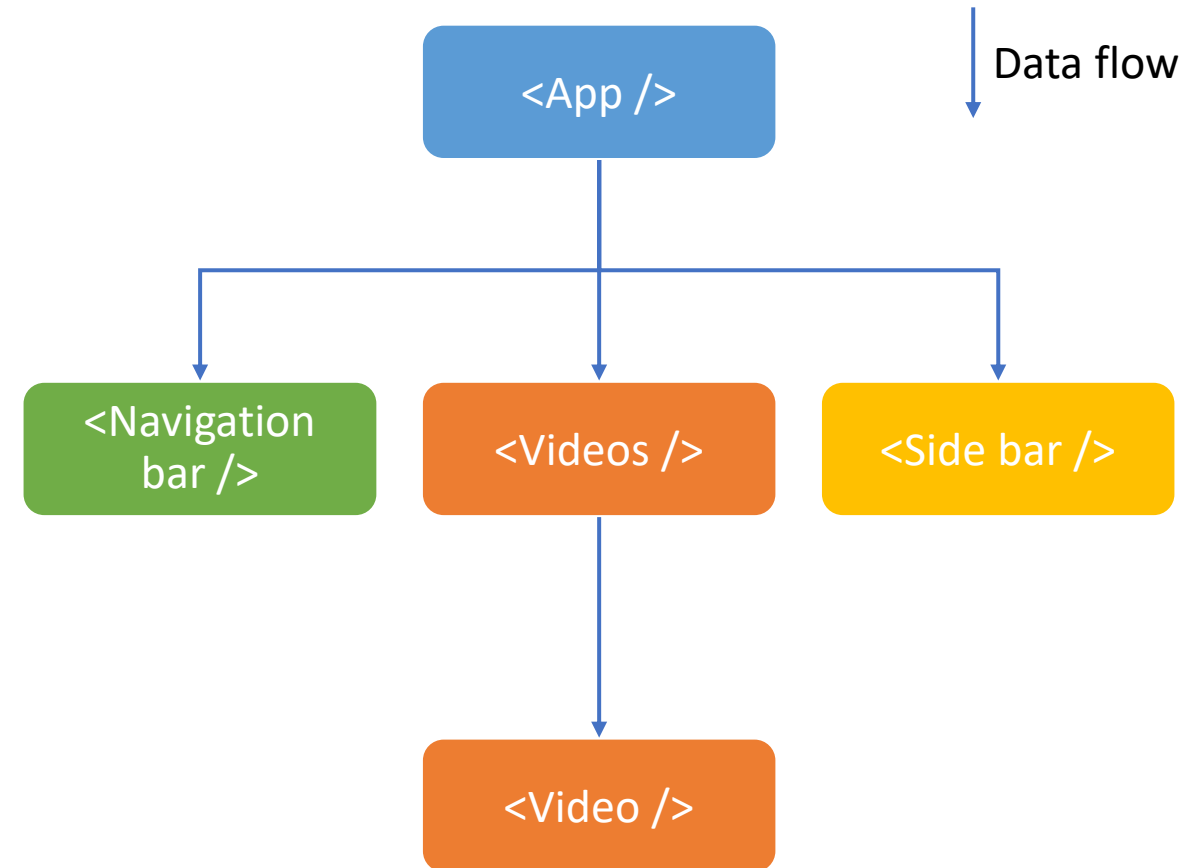 Data flow
<App />
<Navigation
bar />
<Videos />
<Side bar />
<Video />